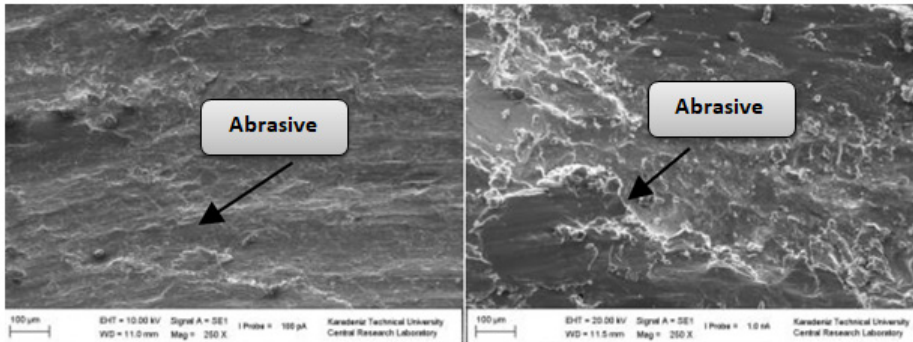 Abrasive
Abrasive
100 µm
EHT = 10.00 kV Signal A = SE1
WD = 11.0 mm Mag = 250 X
I Probe = 100 pA
Karadeniz Technical University
Central Research Laboratory
100 µm
EHT = 20.00 kV Signal A = SE1
WD = 11.5 mm Mag = 250 X
I Probe = 1.0 nA
Karadeniz Technical University
Central Research Laboratory